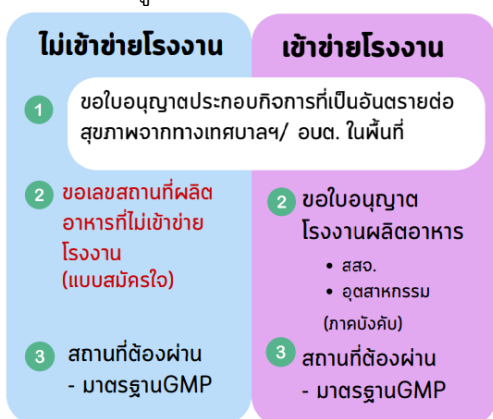 ไม่เข้าข่ายโรงงาน
เข้าข่ายโรงงาน
1
ขอใบอนุญาตประกอบกิจการที่เป็นอันตรายต่อ
สุขภาพจากทางเทศบาลฯ/ อบต. ในพื้นที่
2
ขอเลขสถานที่ผลิต
อาหารที่ไม่เข้าข่าย
โรงงาน
(แบบสมัครใจ)
3
สถานที่ต้องผ่าน
- มาตรฐานGMP
2
ขอใบอนุญาต
โรงงานผลิตอาหาร
• สสจ.
• อุตสาหกรรม
(ภาคบังคับ)
3
สถานที่ต้องผ่าน
- มาตรฐานGMP